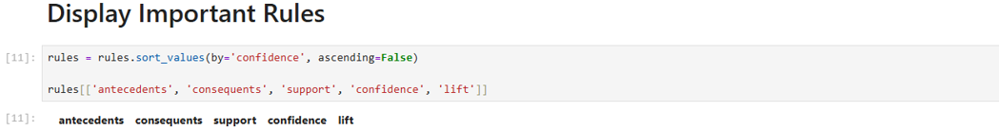 Display Important Rules
[11]: rules = rules.sort_values(by='confidence', ascending=False)
rules[['antecedents', 'consequents', 'support', 'confidence', 'lift']]
[11]: antecedents consequents support confidence lift